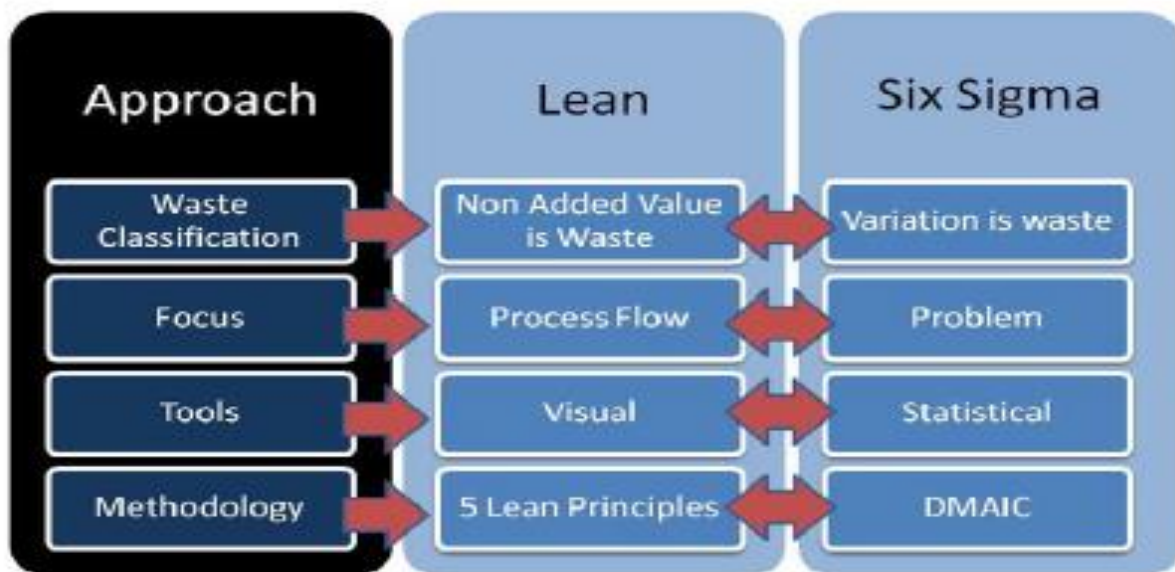 Approach
Lean
Six Sigma
Waste
Classification
Non Added Value
is Waste
Variation is waste
Focus
Process Flow
Problem
Tools
Visual
Statistical
Methodology
5 Lean Principles
DMAIC